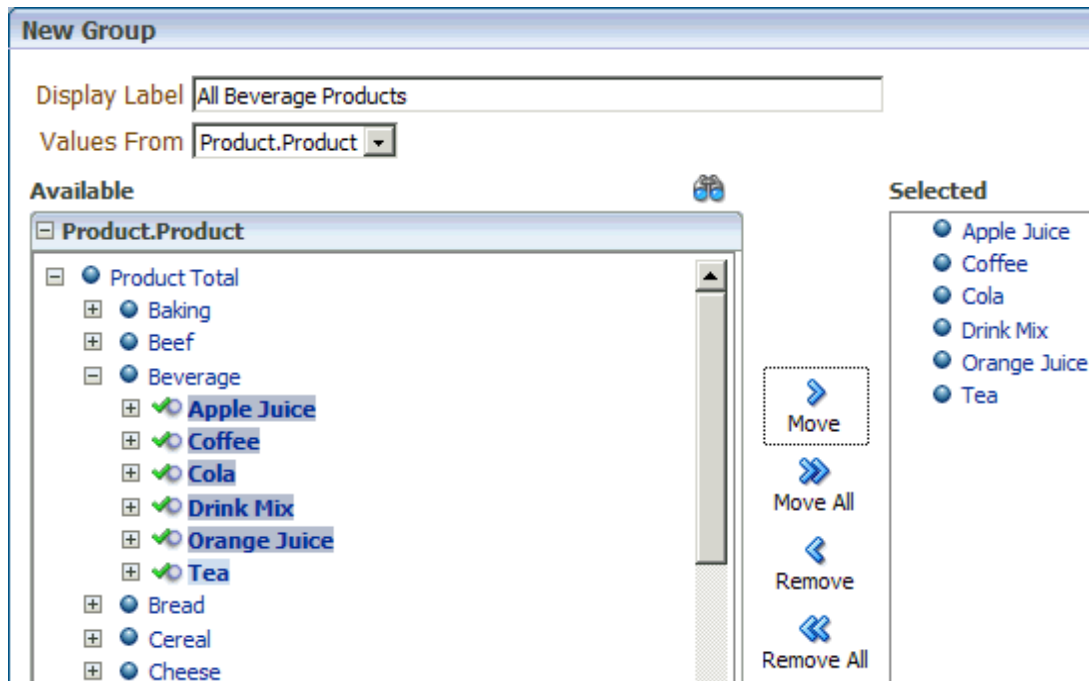 New Group
Display Label All Beverage Products
Values From Product.Product
Available
Product.Product
Product Total
Baking
Beef
Beverage
Apple Juice
Coffee
Cola
Drink Mix
Orange Juice
Tea
Bread
Cereal
Cheese
Move
Move All
Remove
Remove All
Selected
Apple Juice
Coffee
Cola
Drink Mix
Orange Juice
Tea